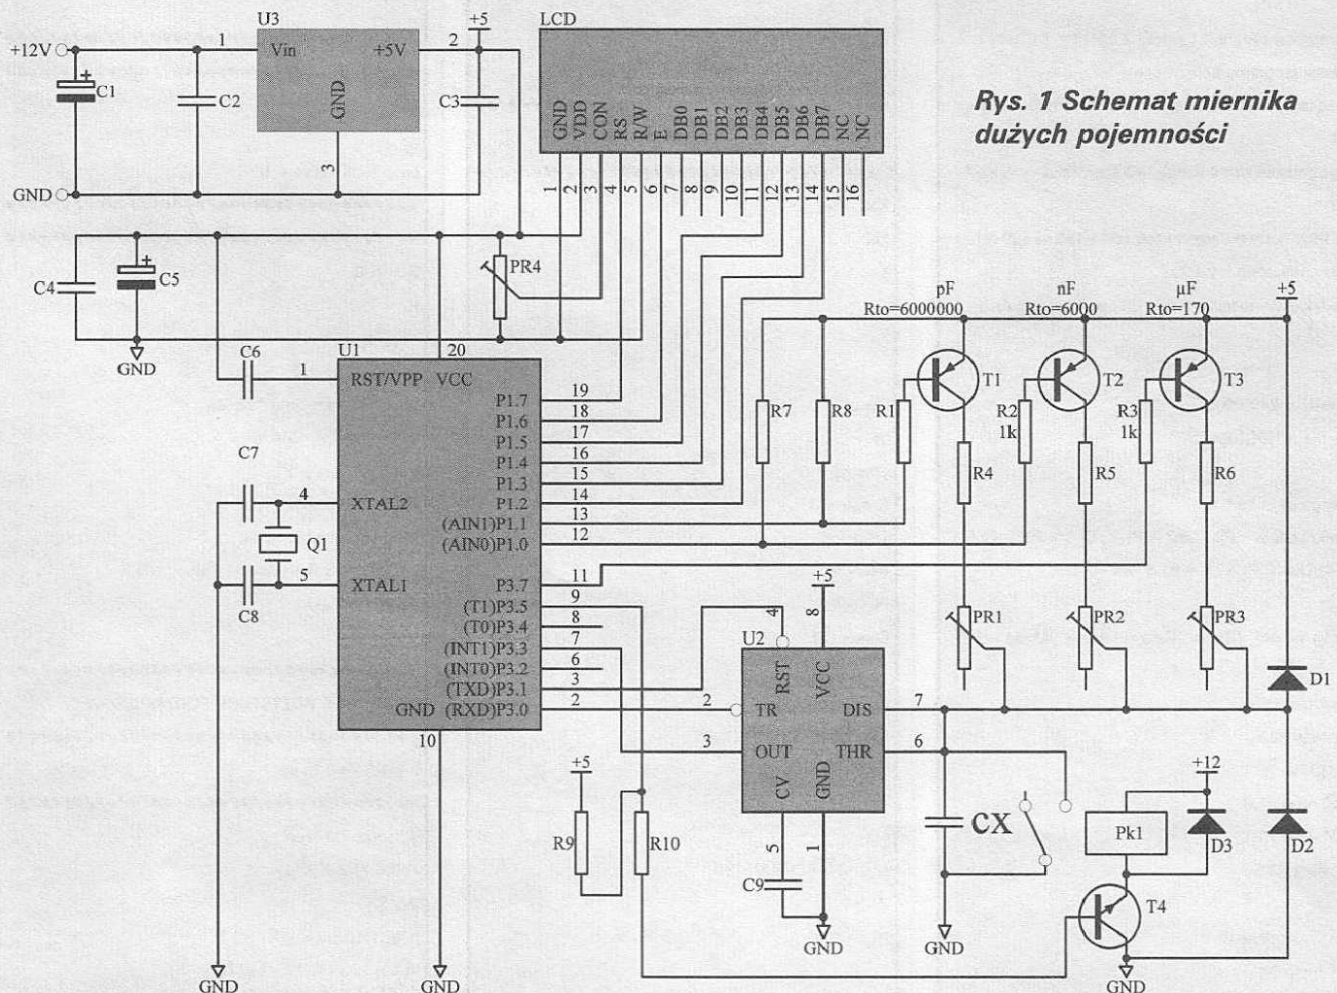 U3
+5
LCD
+12V
1
Vin
+5V
2
GND
3
C1
C2
C3
GND
Rys. 1 Schemat miernika
dużych pojemności
GND
VDD
CON
RS
R/W
E
DB0
DB1
DB2
DB3
DB4
DB5
DB6
DB7
NC
NC
1
2
3
4
5
6
7
8
9
10
11
12
13
14
15
16
C4
C5
PR4
GND
pF
Rto=6000000
nF
Rto=6000
µF
Rto=170
+5
C6
1
U1
20
RST/VPP
VCC
P1.7
19
P1.6
18
P1.5
17
P1.4
16
P1.3
15
P1.2
14
(AIN1)P1.1
13
(AIN0)P1.0
12
P3.7
11
(T1)P3.5
9
(T0)P3.4
8
(INT1)P3.3
7
(INT0)P3.2
6
(TXD)P3.1
3
GND
(RXD)P3.0
2
10
C7
4
XTAL2
Q1
5
XTAL1
C8
R7
R8
R1
T1
R2
1k
T2
R3
1k
T3
R4
R5
R6
PR1
PR2
PR3
D1
+5
4
8
U2
RST
VCC
2
TR
DIS
7
3
OUT
THR
6
CV
GND
5
1
C9
GND
+5
R9
R10
CX
GND
+12
Pk1
D3
D2
T4
GND
GND
GND